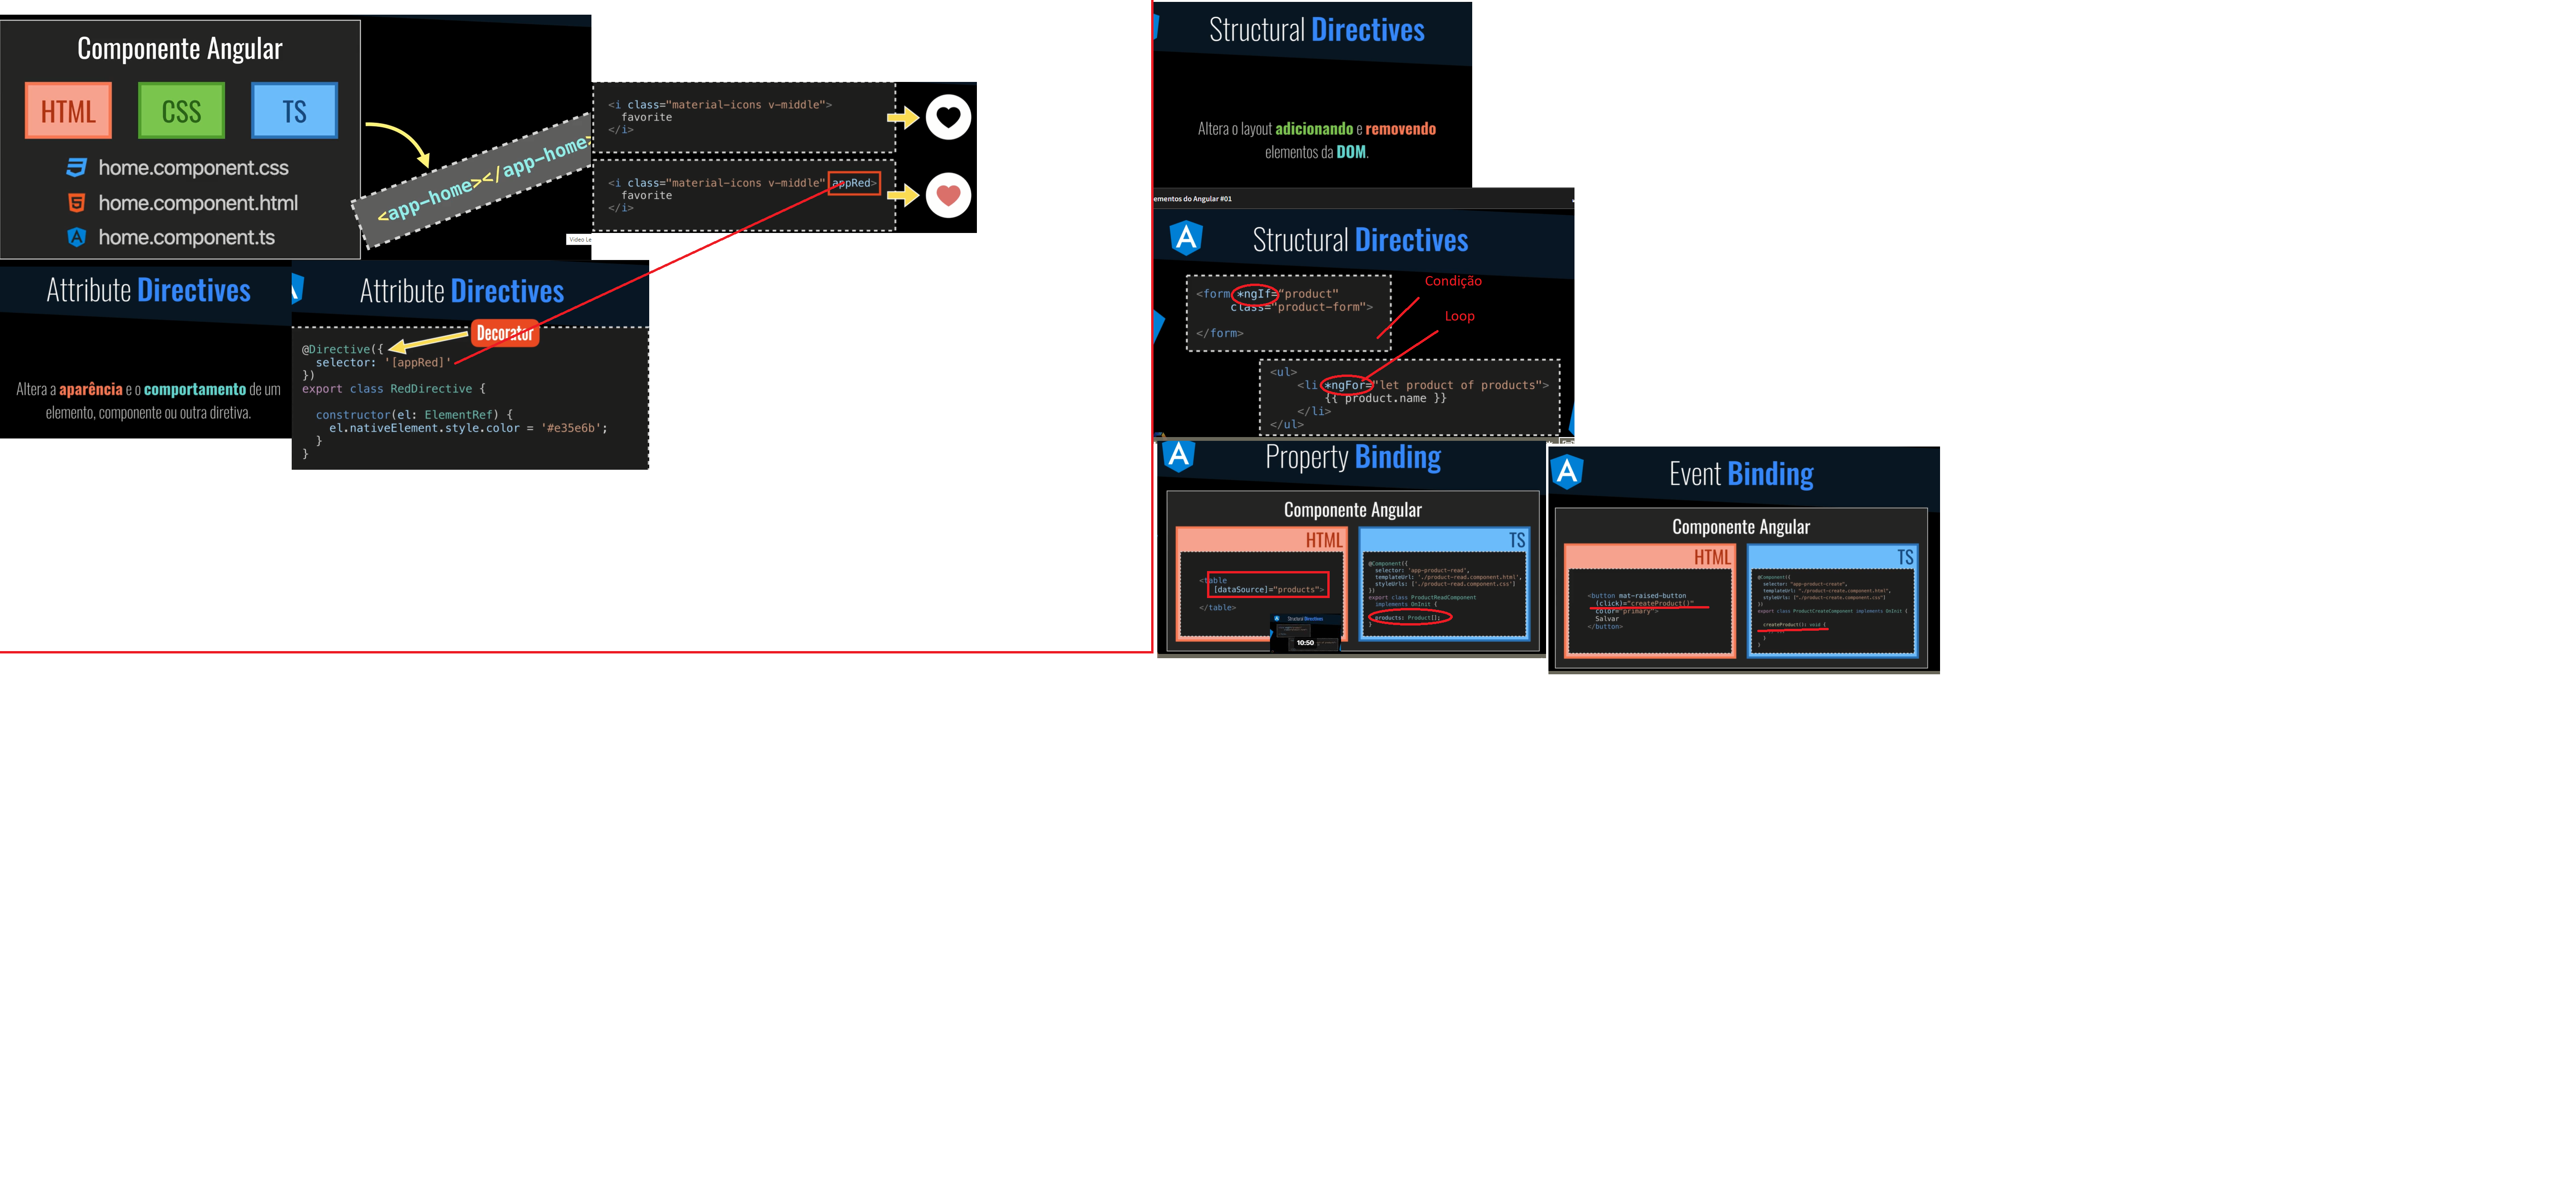 Componente Angular
HTML
CSS
TS
home.component.css
home.component.html
home.component.ts
<app-home></app-home>
Video Le
<i class="material-icons v-middle">
favorite
</i>
<i class="material-icons v-middle" appRed>
favorite
</i>
Attribute Directives
Altera a aparência e o comportamento de um
elemento, componente ou outra diretiva.
Attribute Directives
Decorator
@Directive({
selector: '[appRed]'
})
export class RedDirective {
constructor(el: ElementRef) {
el.nativeElement.style.color = '#e35e6b';
}
}
Structural Directives
Altera o layout adicionando e removendo
elementos da DOM.
ementos do Angular #01
Structural Directives
Condição
Loop
<form *ngIf="product"
class="product-form">
</form>
<ul>
<li *ngFor="let product of products">
{{ product.name }}
</li>
</ul>
Property Binding
Componente Angular
HTML
<table
[dataSource]="products">
</table>
Structural Directives
10:50
TS
@Component({
selector: 'app-product-read',
templateUrl: './product-read.component.html',
styleUrls: ['./product-read.component.css']
})
export class ProductReadComponent
implements OnInit {
products: Product[];
}
Event Binding
Componente Angular
HTML
<button mat-raised-button
(click)="createProduct()"
color="primary">
Salvar
</button>
TS
@Component({
selector: "app-product-create",
templateUrl: "./product-create.component.html",
styleUrls: ["./product-create.component.css"]
})
export class ProductCreateComponent implements OnInit {
createProduct(): void {
}
}